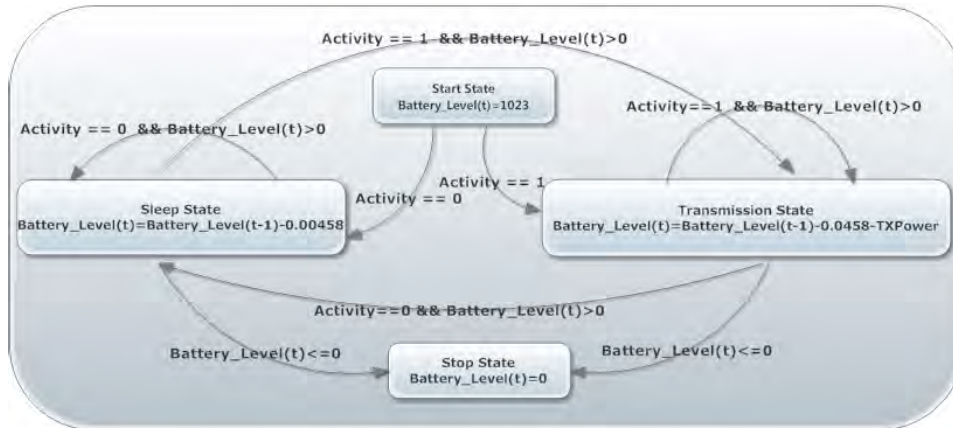 Activity == 1 && Battery_Level(t)>0
Start State
Battery_Level(t)=1023
Activity==1 && Battery_Level(t)>0
Activity == 0 && Battery_Level(t)>0
Activity == 1
Activity == 0
Sleep State
Battery_Level(t)=Battery_Level(t-1)-0.00458
Transmission State
Battery_Level(t)=Battery_Level(t-1)-0.0458-TXPower
Activity==0 && Battery_Level(t)>0
Battery_Level(t)<=0
Battery_Level(t)<=0
Stop State
Battery_Level(t)=0